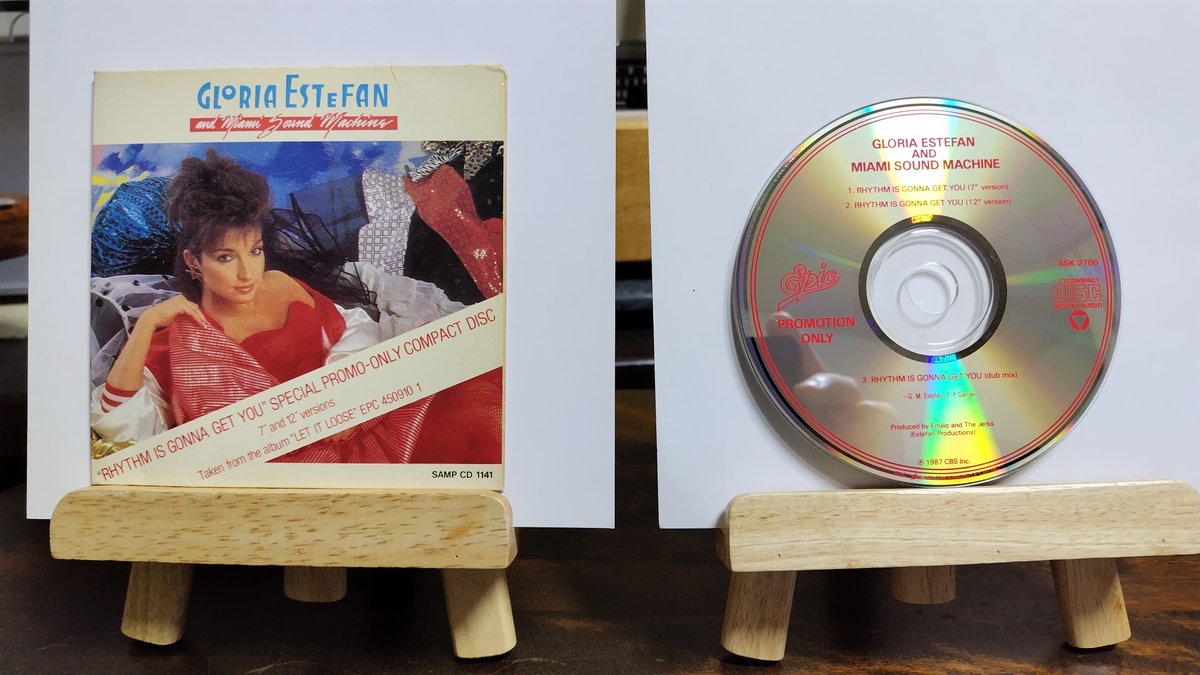 GLORIA ESTEFAN
and Miami Sound Machine
"RHYTHM IS GONNA GET YOU" SPECIAL PROMO-ONLY COMPACT DISC
7" and 12" versions
Taken from the album "LET IT LOOSE" EPC 450910 1
SAMP CD 1141
GLORIA ESTEFAN
AND
MIAMI SOUND MACHINE
1. RHYTHM IS GONNA GET YOU (7" version)
2. RHYTHM IS GONNA GET YOU (12" version)
Epic
PROMOTION
ONLY
ASK 2700
COMPACT
disc
DIGITAL AUDIO
3. RHYTHM IS GONNA GET YOU (dub mix)
—G. M. Estefan, E. F. Garcia—
Produced by Emilio and The Jerks
(Estefan Productions)
℗ 1987 CBS Inc.